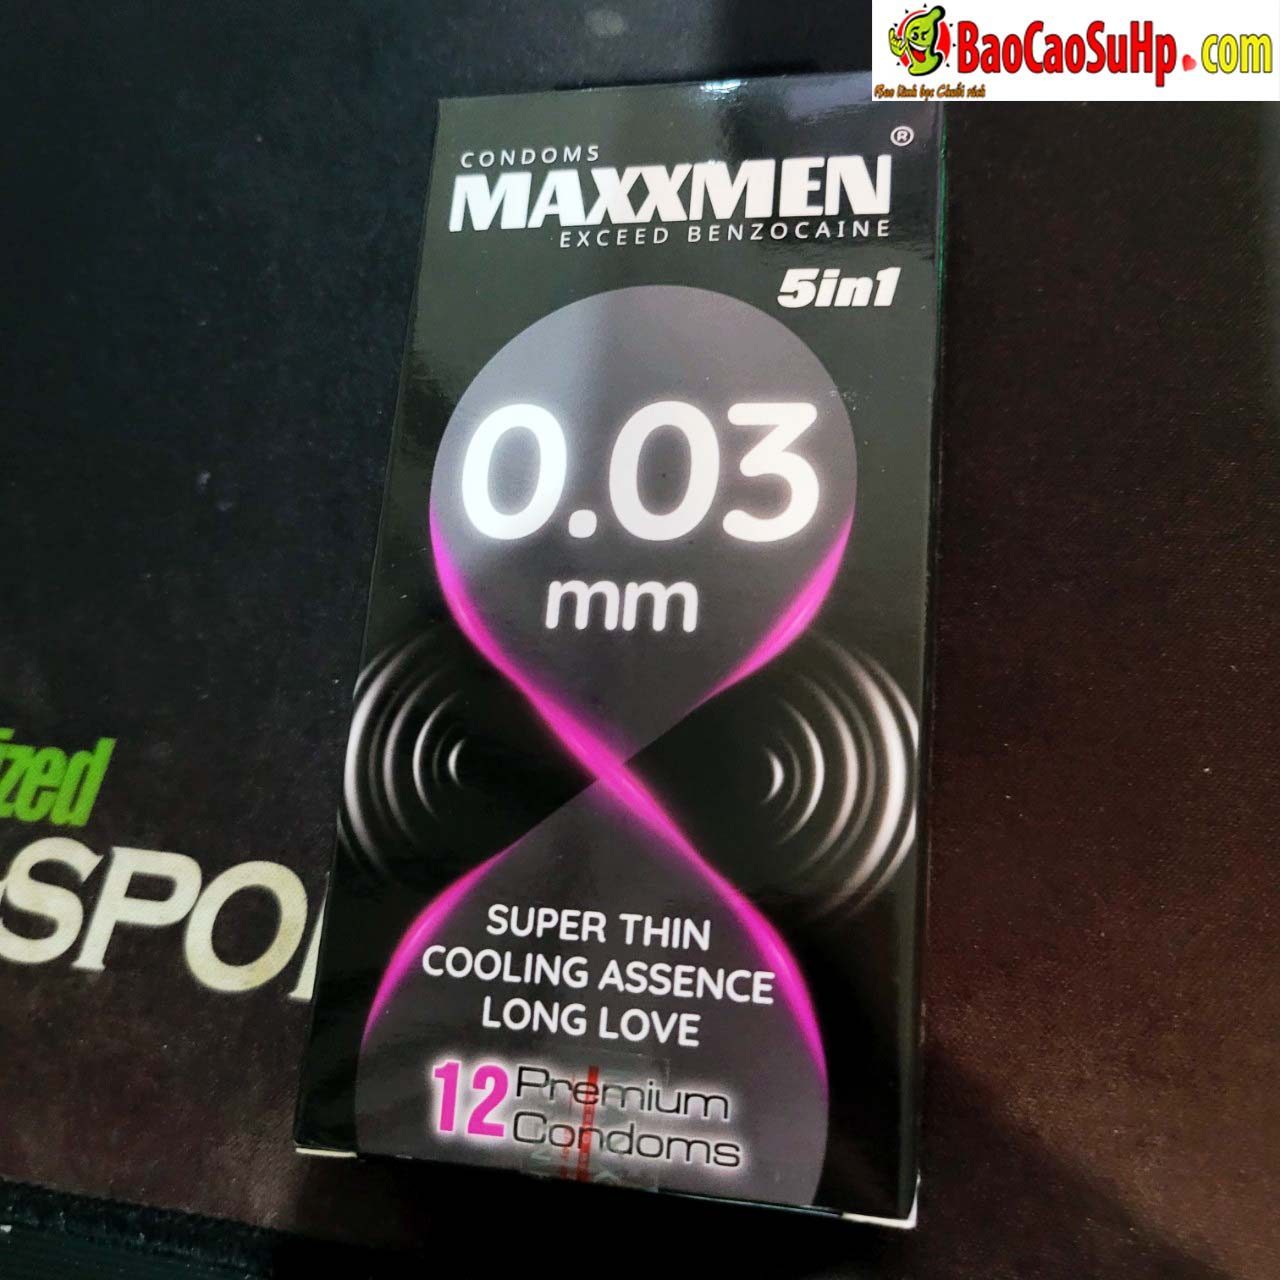 BaoCaoSuHp.com
CONDOMS
MAXXMEN®
EXCEED BENZOCAINE
5in1
0.03
mm
SUPER THIN
COOLING ASSENCE
LONG LOVE
12 Premium
Condoms
ized
SPO